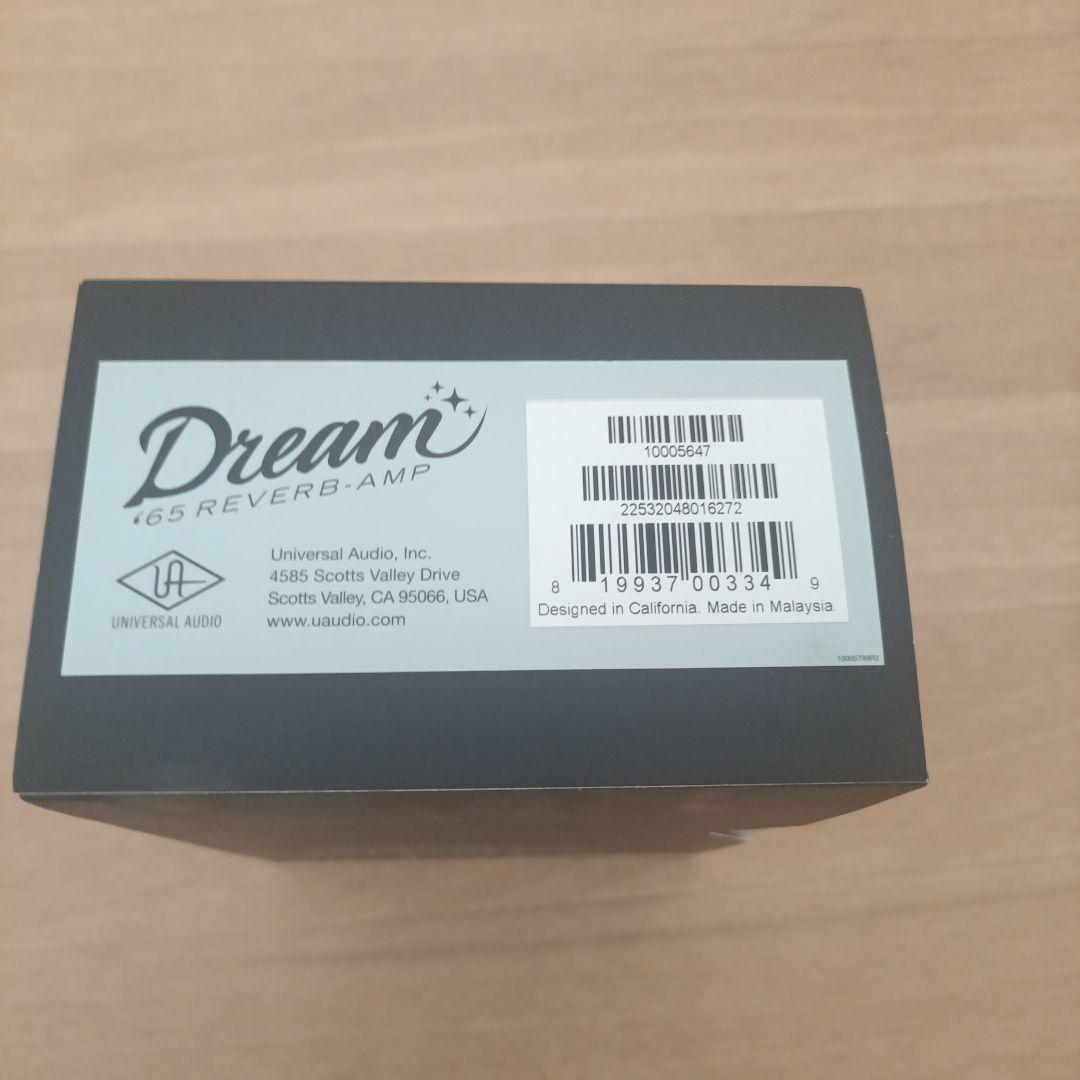 Dream
'65 REVERB-AMP
UA
UNIVERSAL AUDIO
Universal Audio, Inc.
4585 Scotts Valley Drive
Scotts Valley, CA 95066, USA
www.uaudio.com
10005647
22532048016272
8 19937 00334 9
Designed in California. Made in Malaysia.